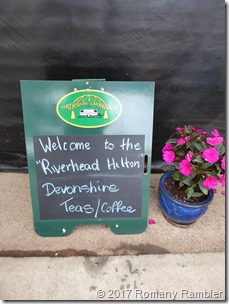 Welcome to the
"Riverhead Hilton"
Devonshire
Teas/Coffee
© 2017 Romany Rambler